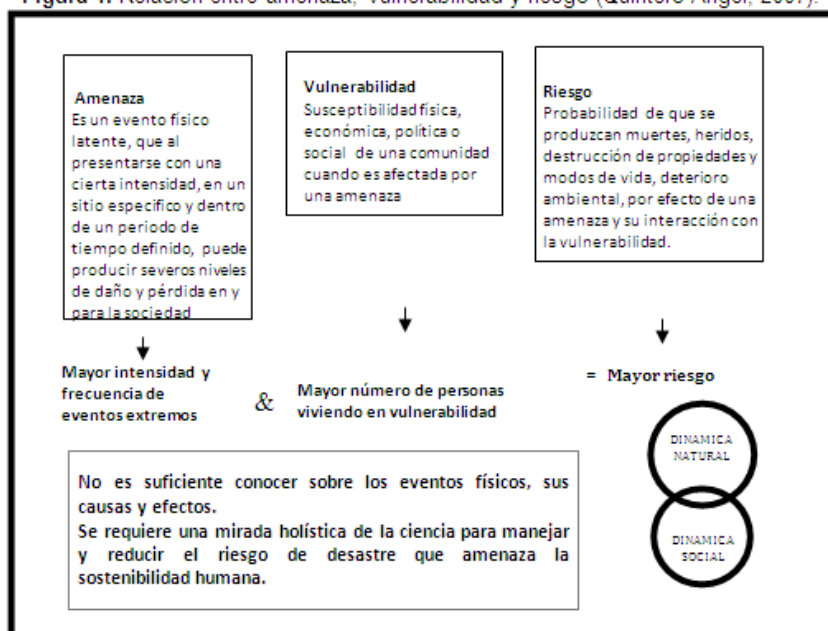 Figura 1. Relación entre amenaza, vulnerabilidad y riesgo (Quintero Ángel, 2007).
Amenaza
Es un evento físico
latente, que al
presentarse con una
cierta intensidad, en un
sitio específico y dentro
de un periodo de
tiempo definido, puede
producir severos niveles
de daño y pérdida en y
para la sociedad
Vulnerabilidad
Susceptibilidad física,
económica, política o
social de una comunidad
cuando es afectada por
una amenaza
Riesgo
Probabilidad de que se
produzcan muertes, heridos,
destrucción de propiedades y
modos de vida, deterioro
ambiental, por efecto de una
amenaza y su interacción con
la vulnerabilidad.
Mayor intensidad y
frecuencia de
eventos extremos
&
Mayor número de personas
viviendo en vulnerabilidad
= Mayor riesgo
DINAMICA
NATURAL
DINAMICA
SOCIAL
No es suficiente conocer sobre los eventos físicos, sus
causas y efectos.
Se requiere una mirada holística de la ciencia para manejar
y reducir el riesgo de desastre que amenaza la
sostenibilidad humana.